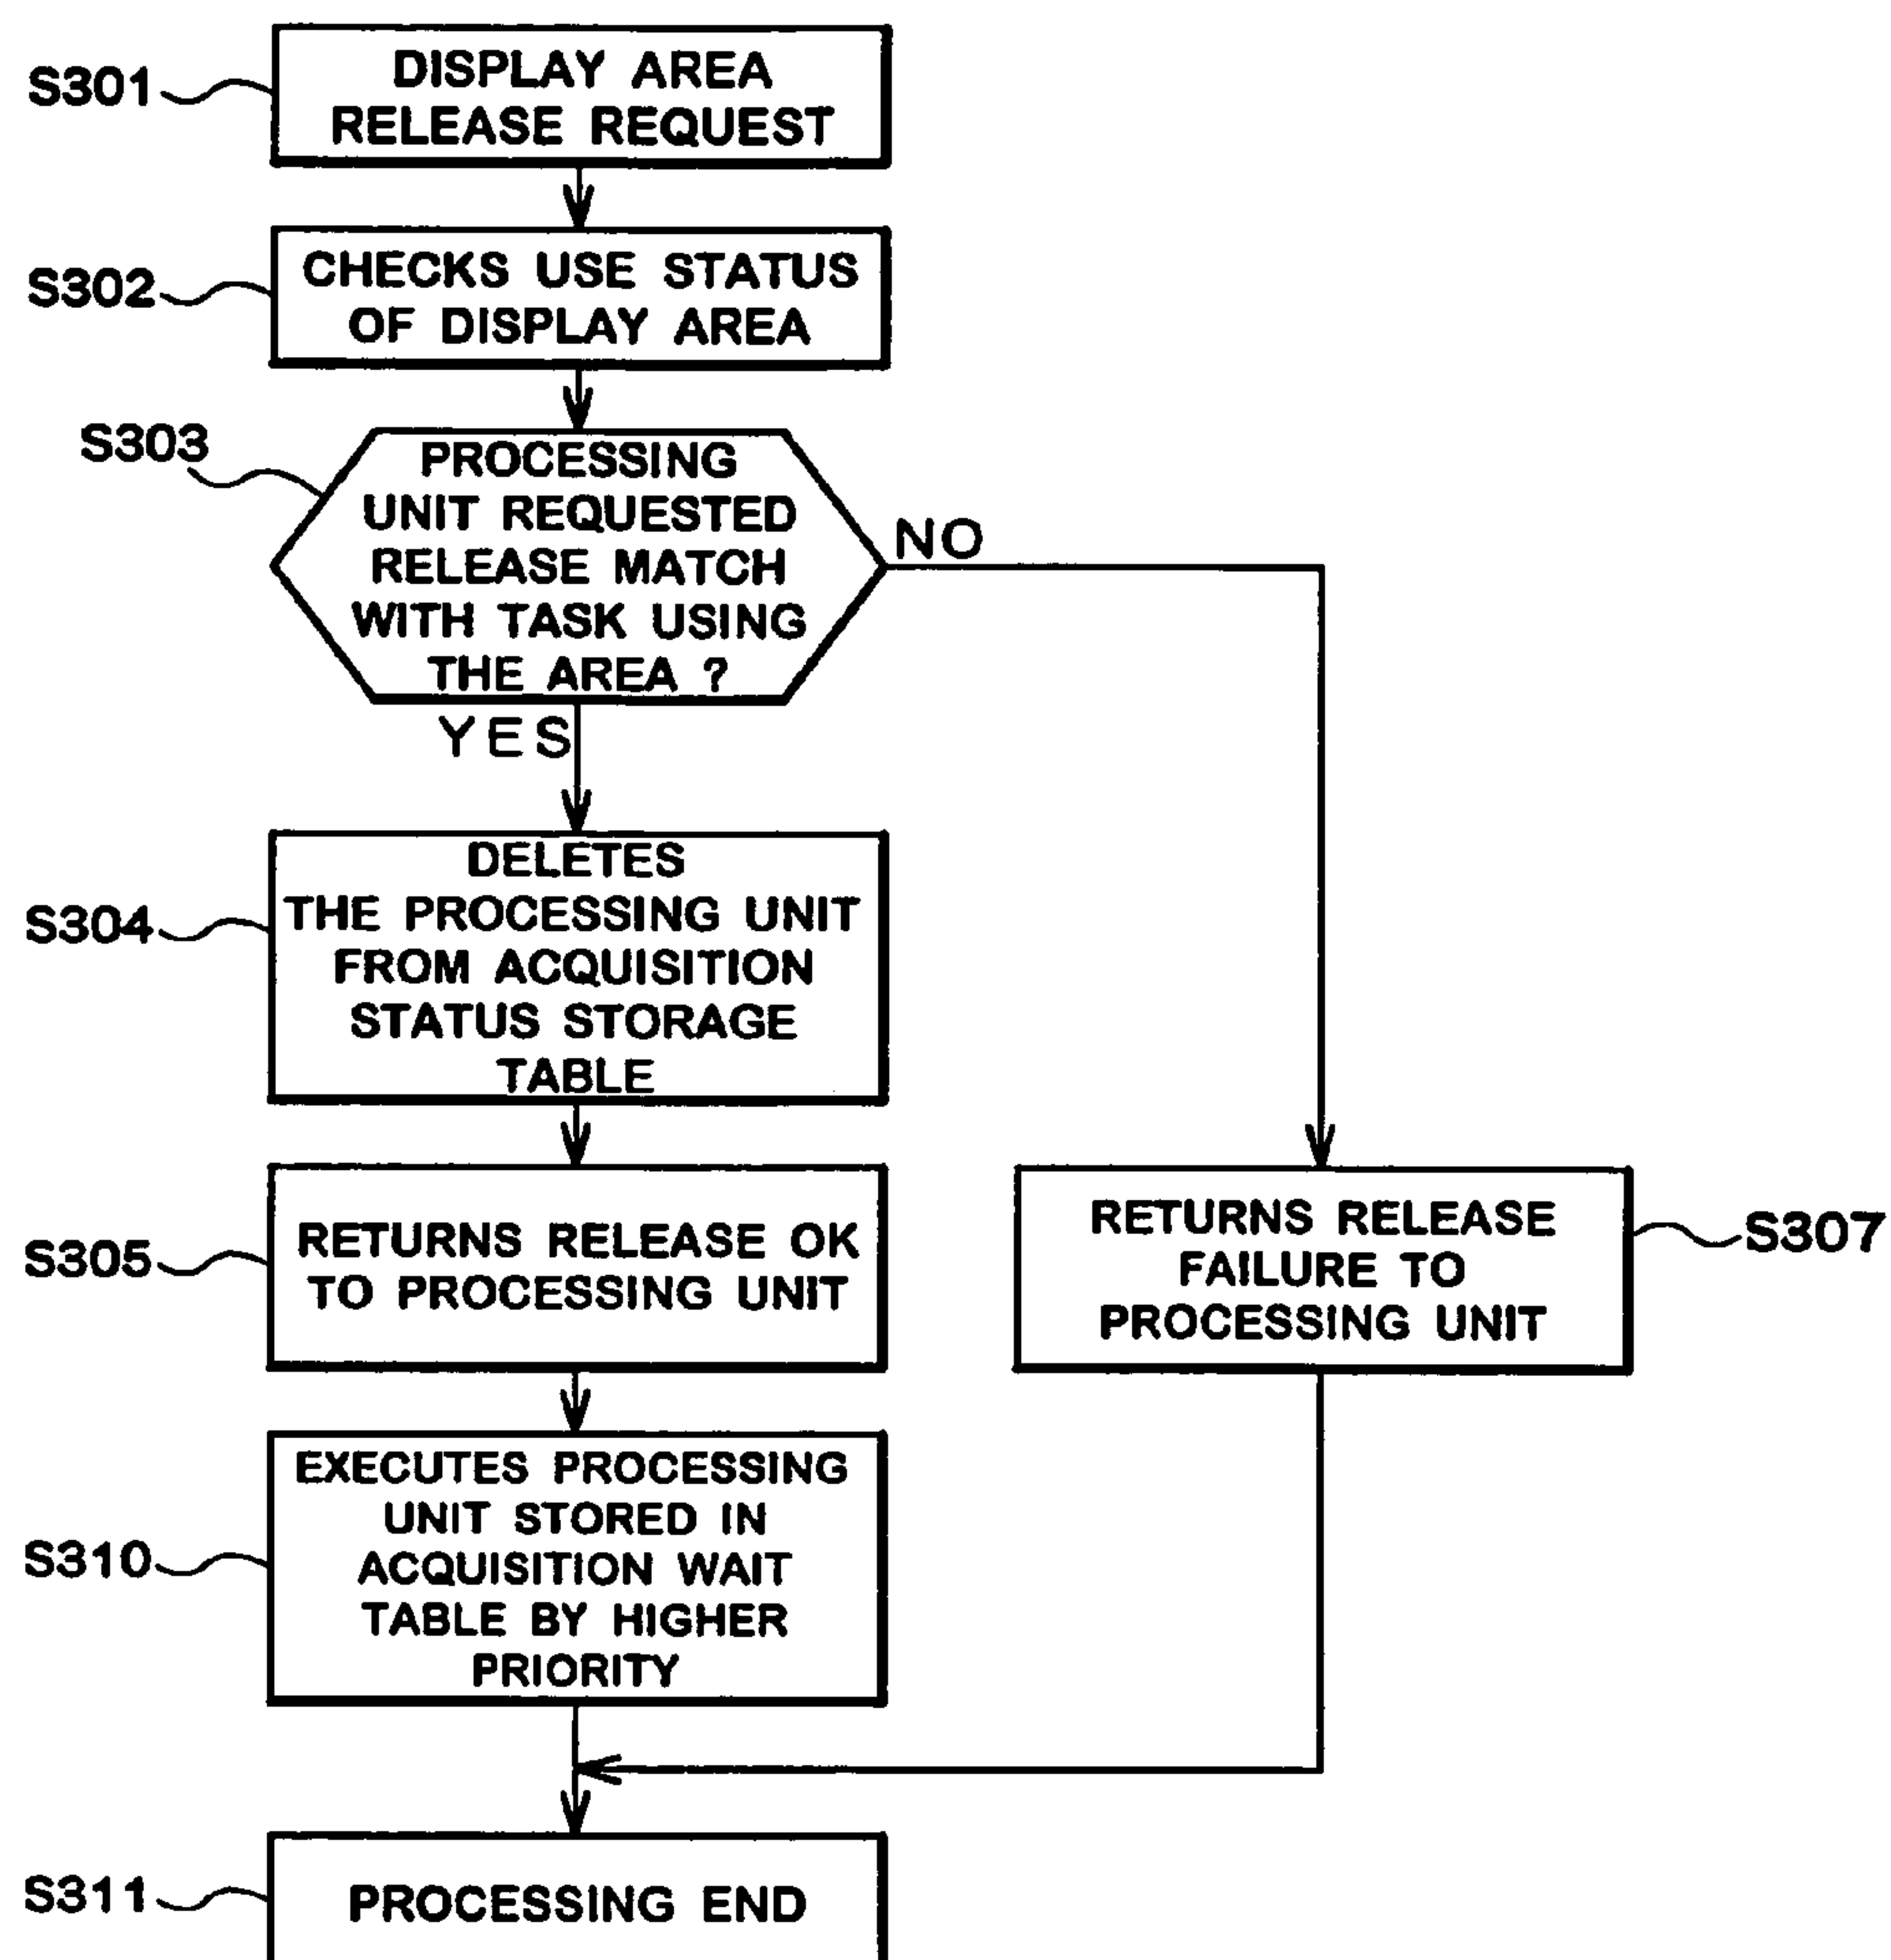 S301
DISPLAY AREA
RELEASE REQUEST
S302
CHECKS USE STATUS
OF DISPLAY AREA
S303
PROCESSING
UNIT REQUESTED
RELEASE MATCH
WITH TASK USING
THE AREA ?
NO
YES
S304
DELETES
THE PROCESSING UNIT
FROM ACQUISITION
STATUS STORAGE
TABLE
S305
RETURNS RELEASE OK
TO PROCESSING UNIT
RETURNS RELEASE
FAILURE TO
PROCESSING UNIT
S307
S310
EXECUTES PROCESSING
UNIT STORED IN
ACQUISITION WAIT
TABLE BY HIGHER
PRIORITY
S311
PROCESSING END